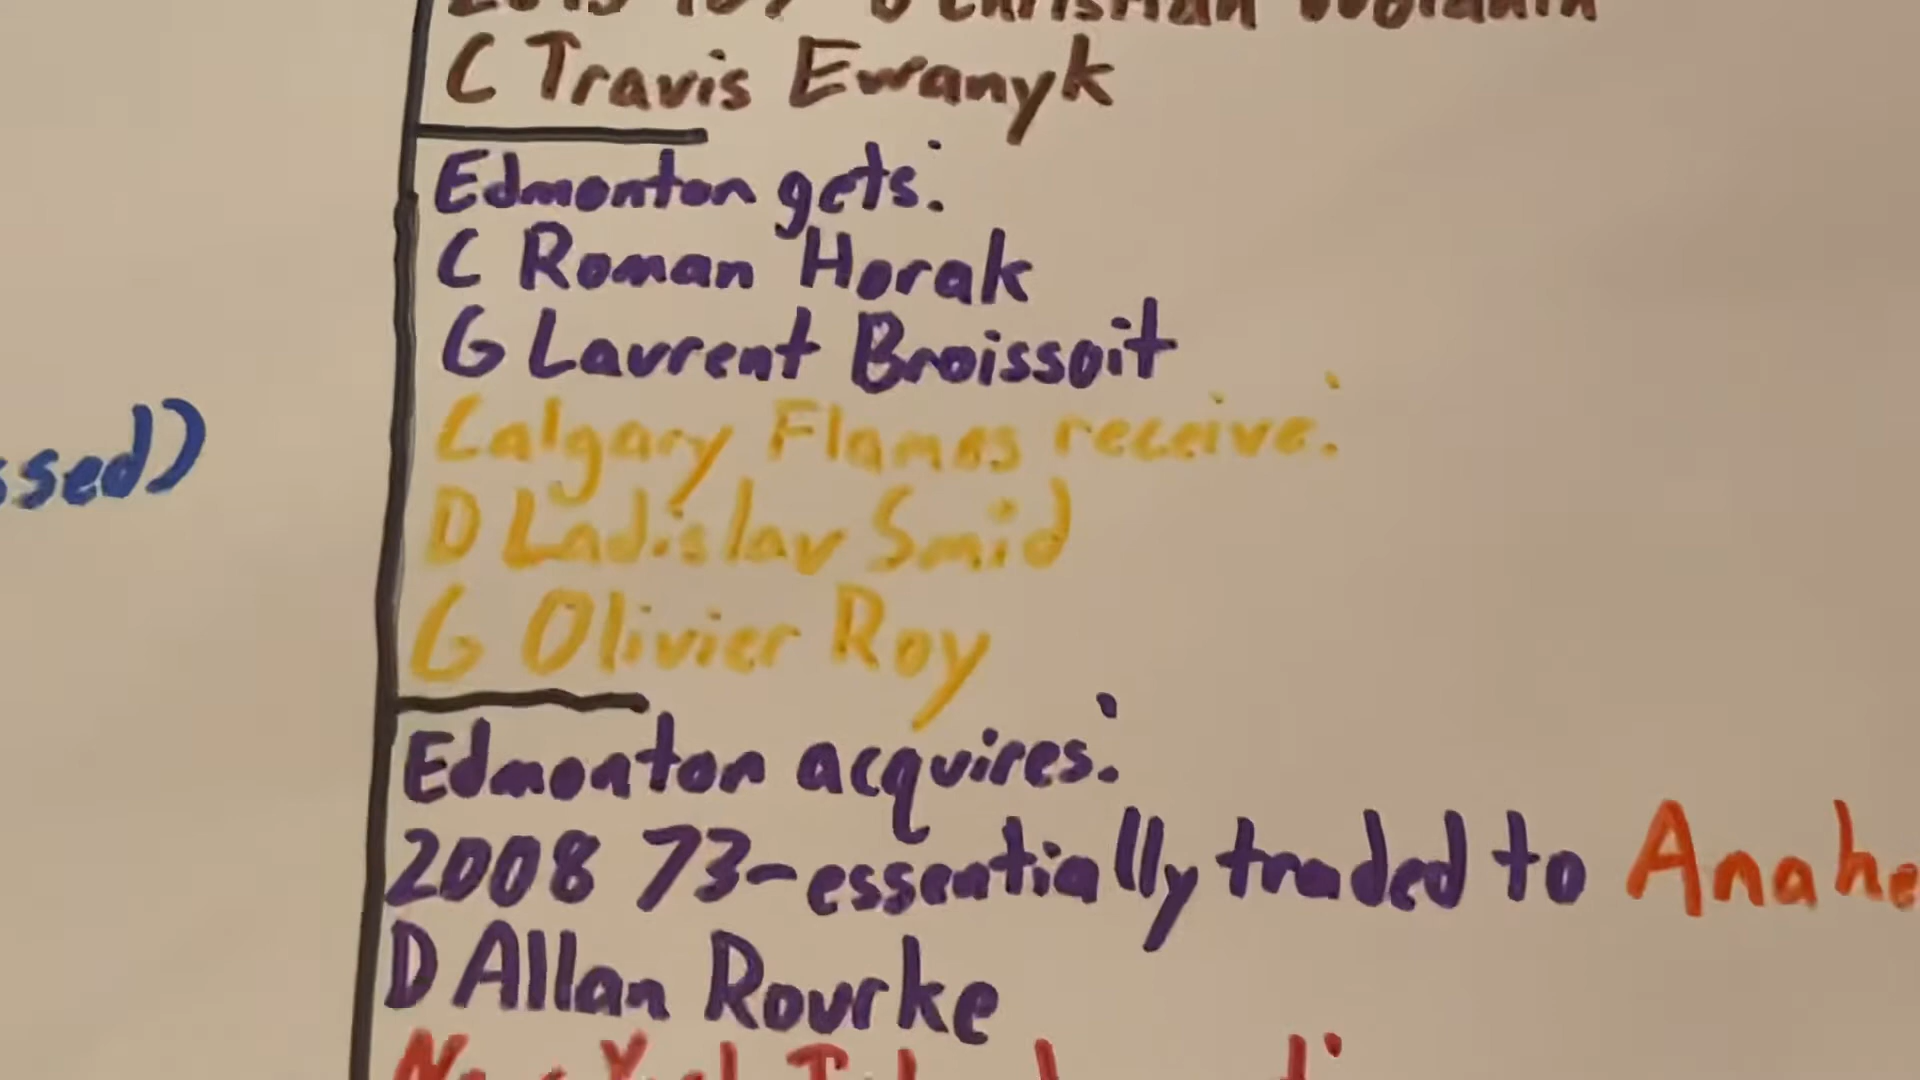 C Travis Ewanyk
Edmonton gets:
C Roman Horak
G Laurent Broissoit
Calgary Flames receive:
D Ladislav Smid
G Olivier Roy
ssed)
Edmonton acquires:
2008 73-essentially traded to Anahe
D Allan Rourke